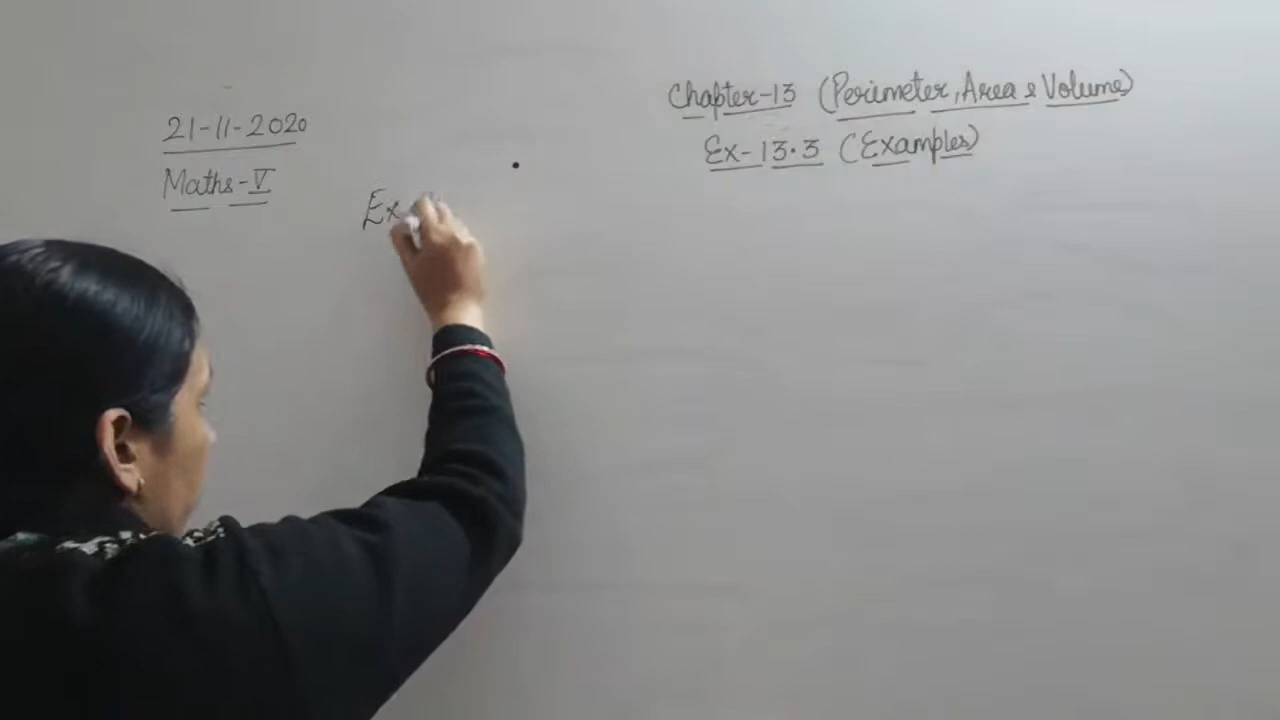 21-11-2020
Maths-V
Chapter-13 (Perimeter, Area & Volume)
Ex-13.3 (Examples)
Ex